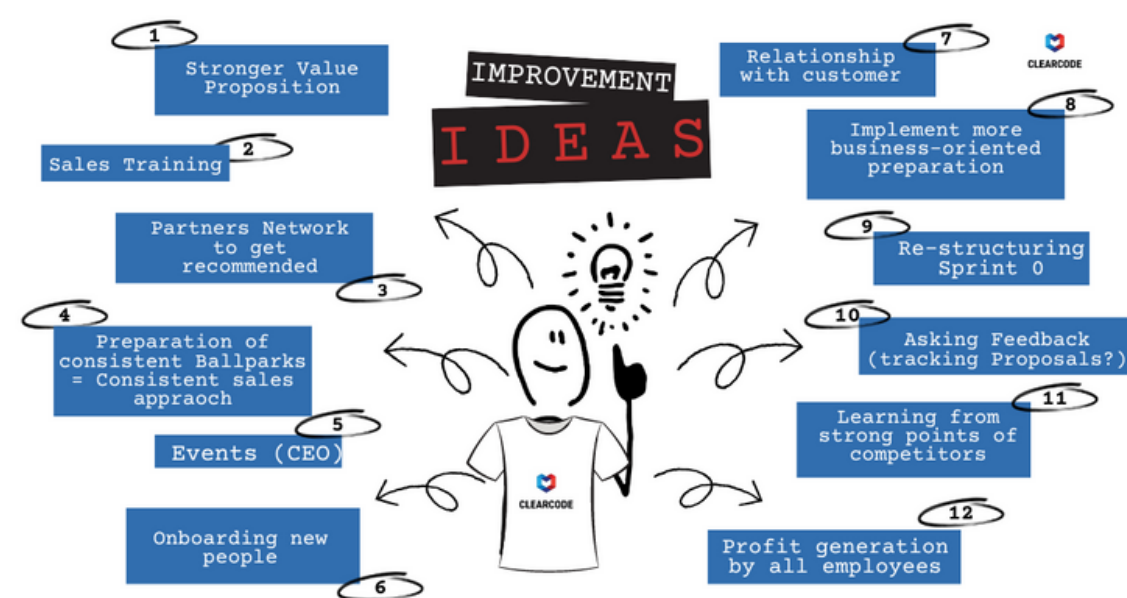 1
Stronger Value
Proposition
2
Sales Training
Partners Network
to get
recommended
3
4
Preparation of
consistent Ballparks
= Consistent sales
appraoch
5
Events (CEO)
Onboarding new
people
6
IMPROVEMENT
IDEAS
CLEARCODE
7
Relationship
with customer
CLEARCODE
8
Implement more
business-oriented
preparation
9
Re-structuring
Sprint 0
10
Asking Feedback
(tracking Proposals?)
11
Learning from
strong points of
competitors
12
Profit generation
by all employees